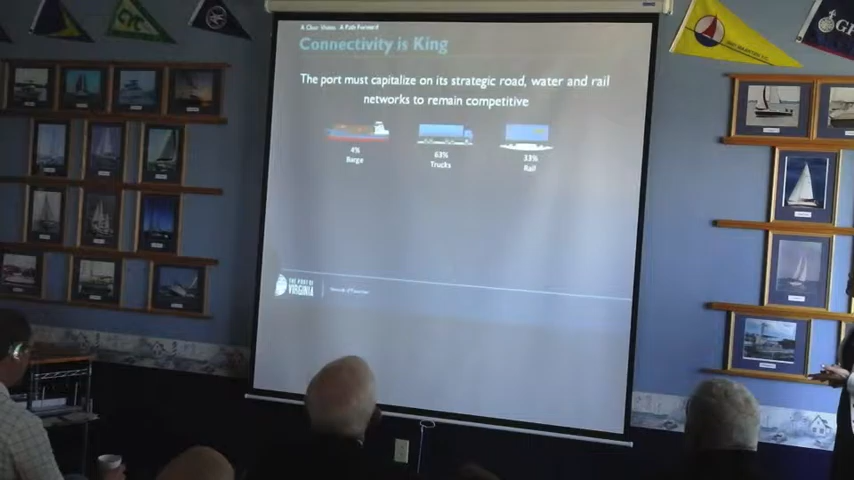 A Clear Vision. A Path Forward
Connectivity is King
The port must capitalize on its strategic road, water and rail
networks to remain competitive
4%
Barge
63%
Trucks
33%
Rail
THE PORT OF
VIRGINIA
CYC